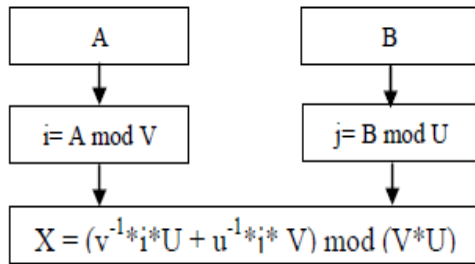 A
B
i= A mod V
j= B mod U
X = (v⁻¹*i*U + u⁻¹*j* V) mod (V*U)